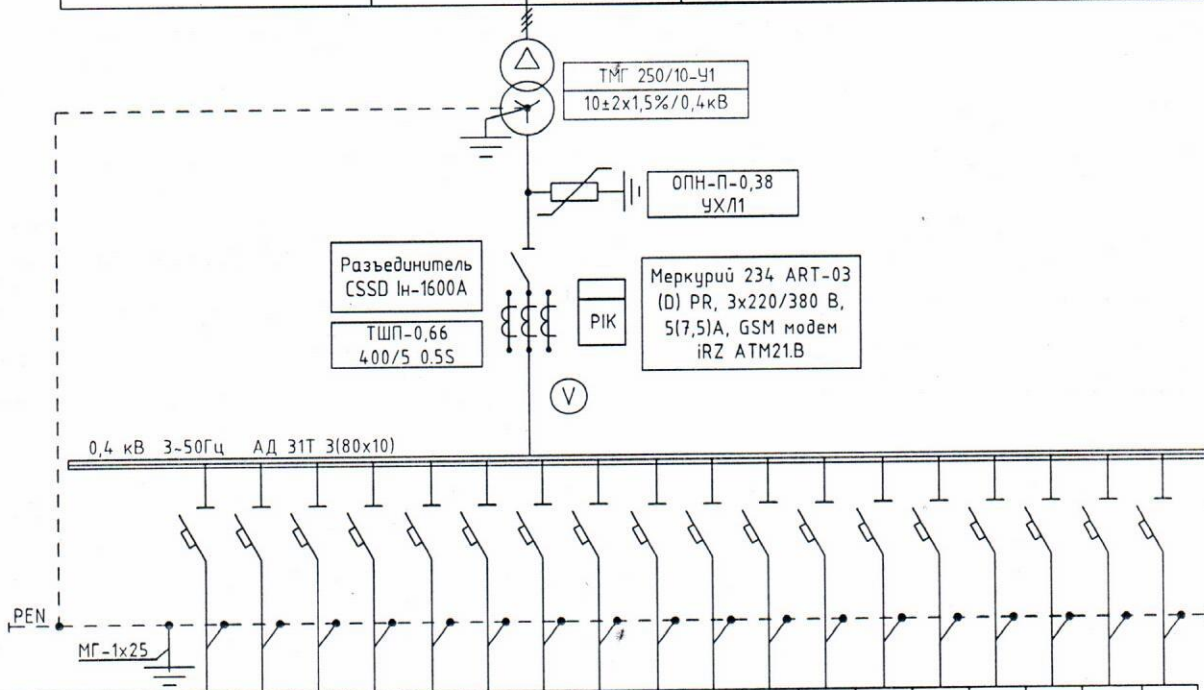 ТМГ 250/10-У1
10±2х1,5%/0,4кВ
ОПН-П-0,38
УХЛ1
Разъединитель
CSSD Iн-1600А
ТШП-0,66
400/5 0.5S
PIK
Меркурий 234 ART-03
(D) PR, 3х220/380 В,
5(7,5)А, GSM модем
iRZ ATM21.B
V
0,4 кВ 3~50Гц АД 31Т 3(80х10)
PEN
МГ-1х25